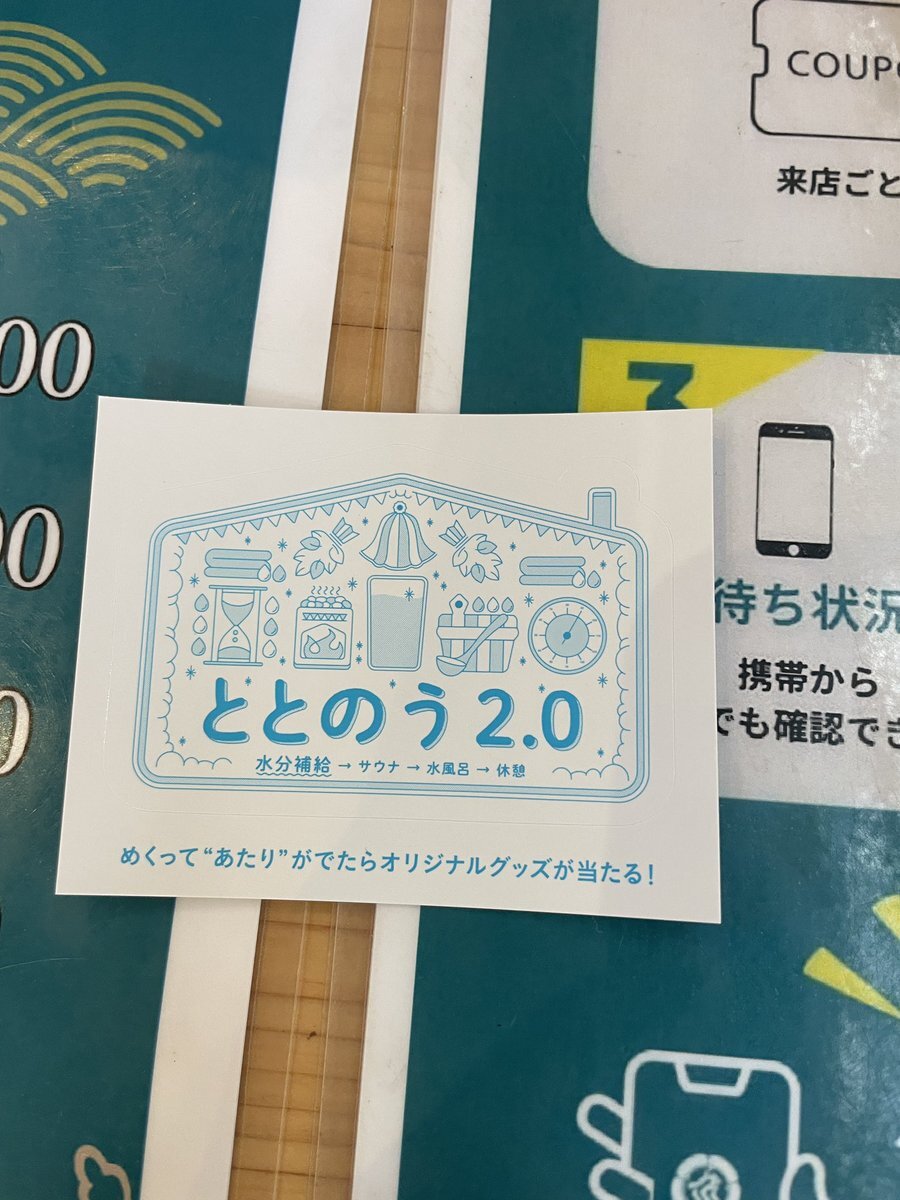 00
00
0
COUP
来店ごと
3
待ち状況
携帯から
でも確認でき
ととのう2.0
水分補給→サウナ→水風呂→休憩
めくって“あたり”がでたらオリジナルグッズが当たる！